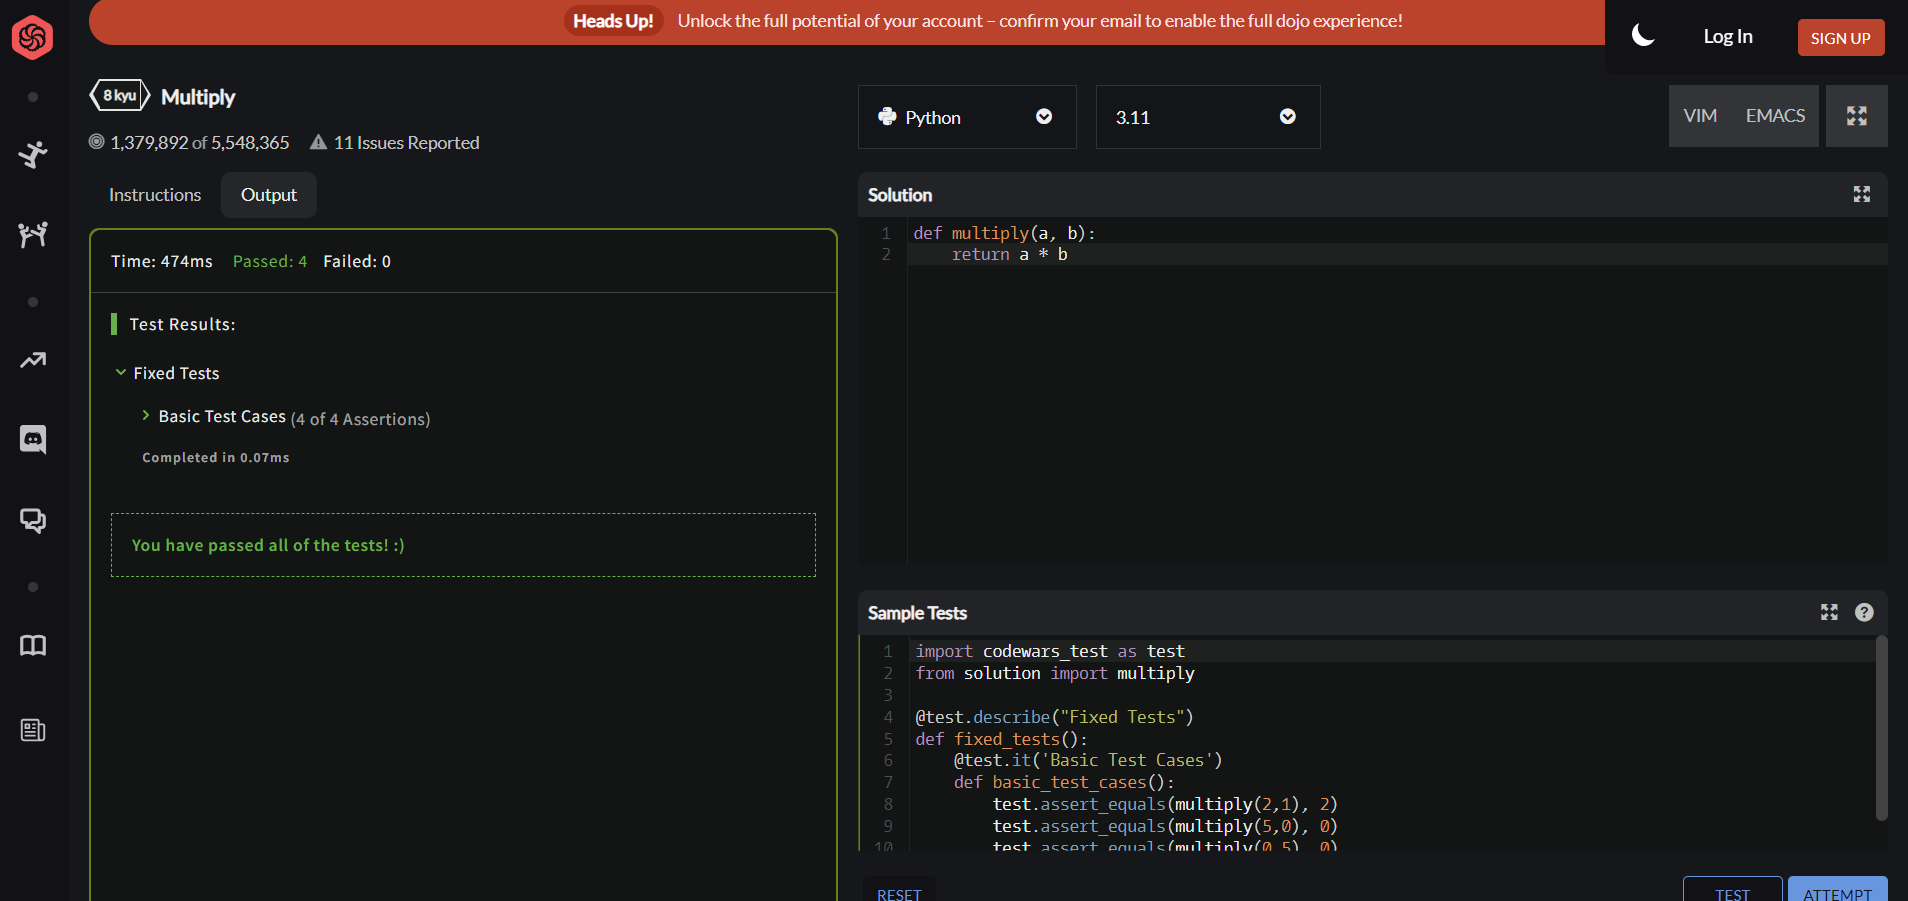 Heads Up! Unlock the full potential of your account – confirm your email to enable the full dojo experience!
Log In
SIGN UP
8 kyu
Multiply
1,379,892 of 5,548,365
11 Issues Reported
Instructions
Output
Time: 474ms Passed: 4 Failed: 0
Test Results:
Fixed Tests
Basic Test Cases (4 of 4 Assertions)
Completed in 0.07ms
You have passed all of the tests! :)
Python
3.11
VIM
EMACS
Solution
1 def multiply(a, b):
2     return a * b
Sample Tests
1 import codewars_test as test
2 from solution import multiply
3
4 @test.describe("Fixed Tests")
5 def fixed_tests():
6     @test.it('Basic Test Cases')
7     def basic_test_cases():
8         test.assert_equals(multiply(2,1), 2)
9         test.assert_equals(multiply(5,0), 0)
10         test.assert_equals(multiply(0,5), 0)
RESET
TEST
ATTEMPT